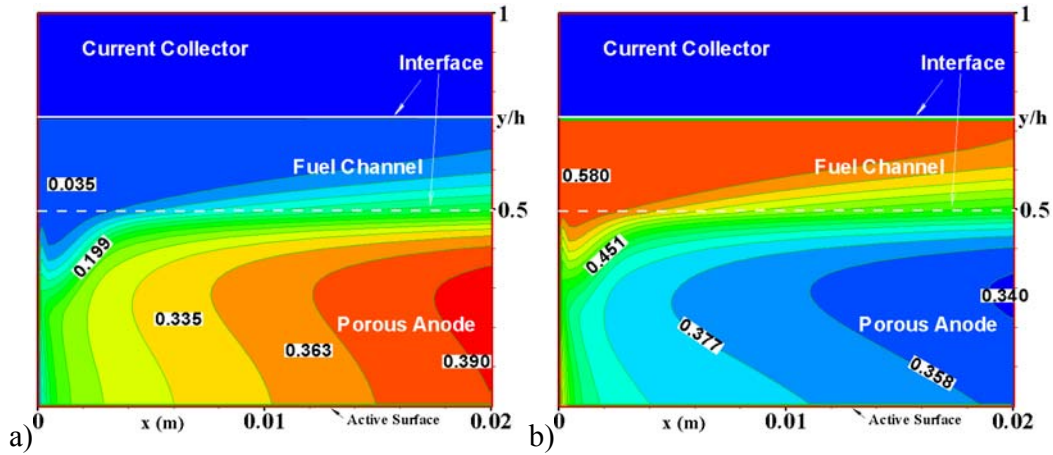 Current Collector
Interface
Fuel Channel
0.035
0.199
0.335
0.363
0.390
Porous Anode
1
y/h
0.5
0
x (m)
0.01
Active Surface
0.02
a)
Current Collector
Interface
Fuel Channel
0.580
0.451
0.377
0.340
0.358
Porous Anode
1
y/h
0.5
0
x (m)
0.01
Active Surface
0.02
b)